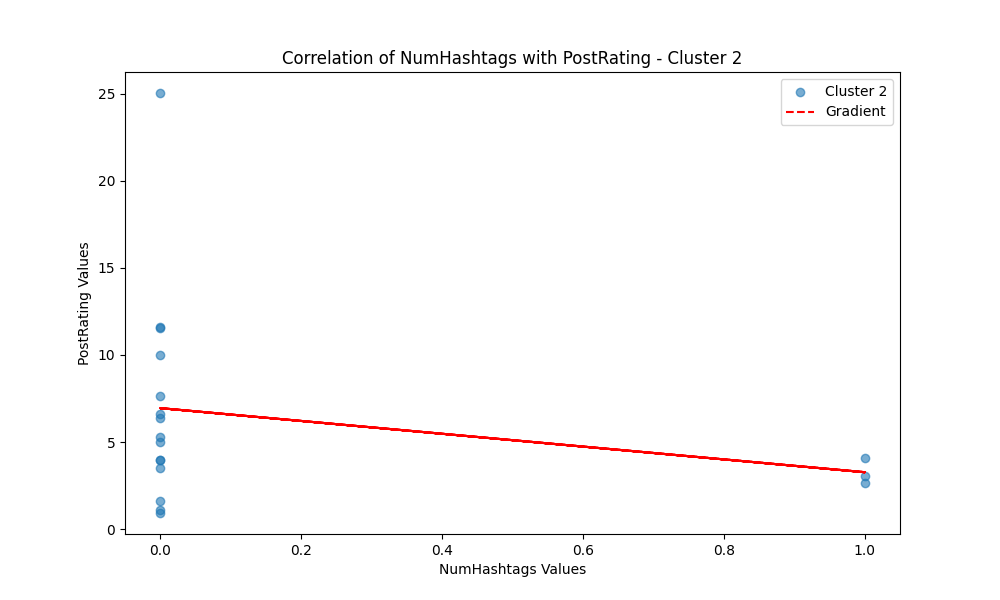 Correlation of NumHashtags with PostRating - Cluster 2
Cluster 2
Gradient
25
20
15
10
5
0
PostRating Values
0.0 0.2 0.4 0.6 0.8 1.0
NumHashtags Values